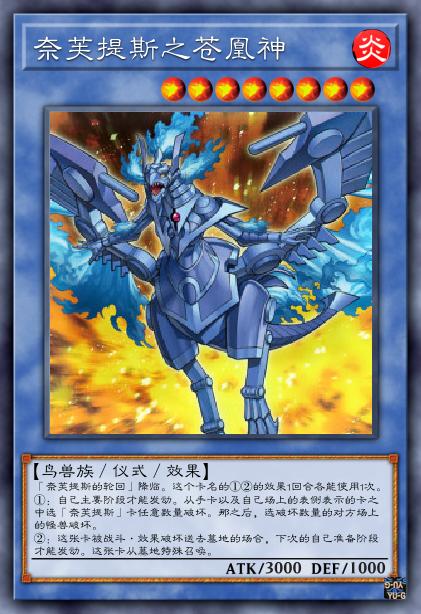 奈芙提斯之苍凰神
炎
【鸟兽族／仪式／效果】
「奈芙提斯的轮回」降临。这个卡名的①②的效果1回合各能使用1次。
①：自己主要阶段才能发动。从手卡以及自己场上的表侧表示的卡之
中选「奈芙提斯」卡任意数量破坏。那之后，选破坏数量的对方场上
的怪兽破坏。
②：这张卡被战斗·效果破坏送去墓地的场合，下次的自己准备阶段
才能发动。这张卡从墓地特殊召唤。
ATK/3000 DEF/1000